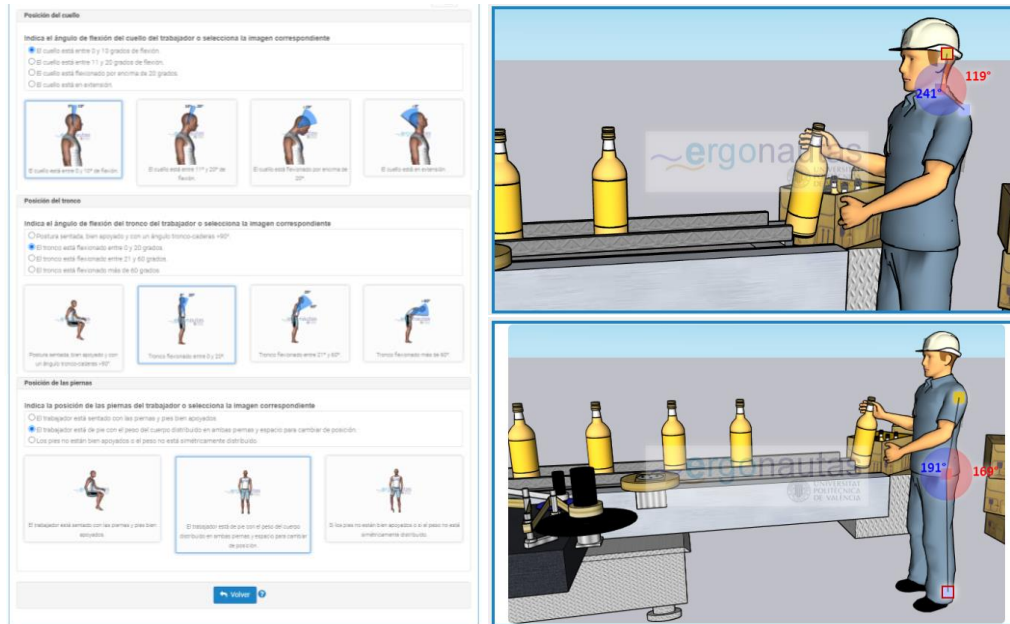 Posición del cuello
Indica el ángulo de flexión del cuello del trabajador o selecciona la imagen correspondiente
El cuello está entre 0 y 10 grados de flexión.
El cuello está entre 11 y 20 grados de flexión.
El cuello está flexionado por encima de 20 grados.
El cuello está en extensión.
El cuello está entre 0 y 10º de flexión
El cuello está entre 11º y 20º de flexión.
El cuello está flexionado por encima de 20º.
El cuello está en extensión.
Posición del tronco
Indica el ángulo de flexión del tronco del trabajador o selecciona la imagen correspondiente
Postura sentada, bien apoyado y con un ángulo tronco-caderas >90º.
El tronco está flexionado entre 0 y 20 grados.
El tronco está flexionado entre 21 y 60 grados
El tronco está flexionado más de 60 grados.
Postura sentada, bien apoyado y con un ángulo tronco-caderas >90º.
Tronco flexionado entre 0 y 20º.
Tronco flexionado entre 21º y 60º.
Tronco flexionado más de 60º.
Posición de las piernas
Indica la posición de las piernas del trabajador o selecciona la imagen correspondiente
El trabajador está sentado con las piernas y pies bien apoyados.
El trabajador está de pie con el peso del cuerpo distribuido en ambas piernas y espacio para cambiar de posición.
Los pies no están bien apoyados o el peso no está simétricamente distribuido.
El trabajador está sentado con las piernas y pies bien apoyados.
El trabajador está de pie con el peso del cuerpo distribuido en ambas piernas y espacio para cambiar de posición.
Si los pies no están bien apoyados o si el peso no está simétricamente distribuido.
Volver
119°
241°
ergonautas
191°
169°
ergonautas
UNIVERSITAT
POLITÈCNICA
DE VALÈNCIA